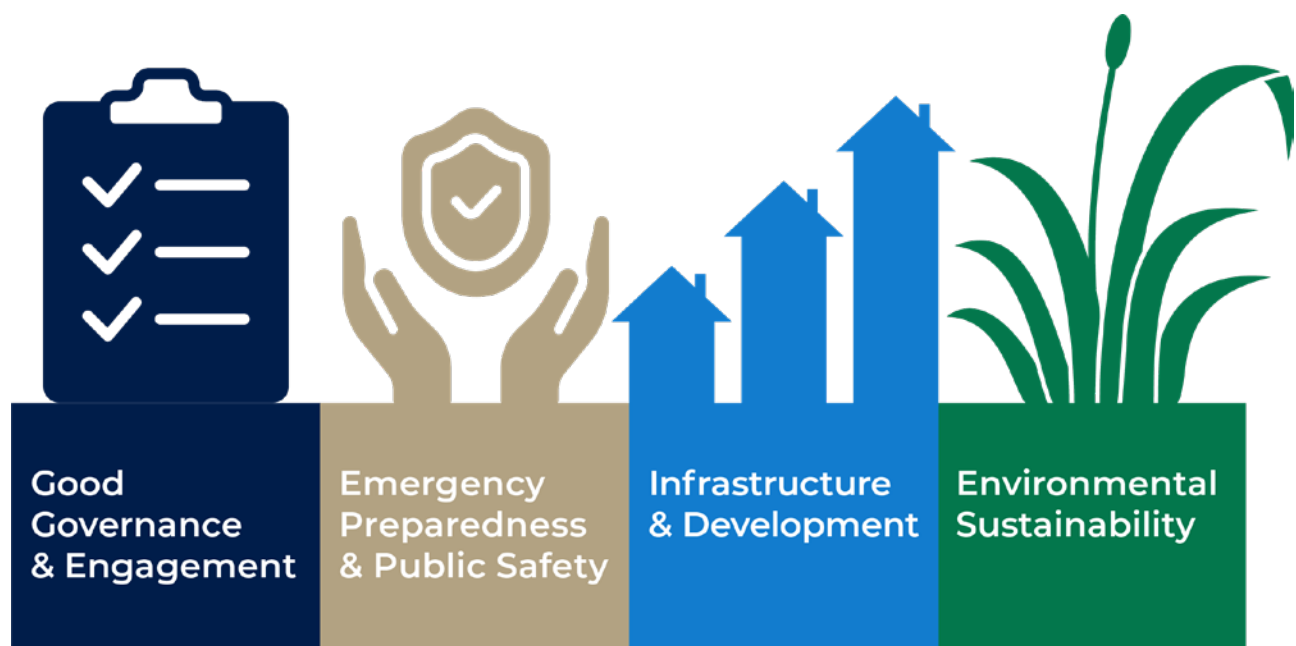 Good
Governance
& Engagement
Emergency
Preparedness
& Public Safety
Infrastructure
& Development
Environmental
Sustainability